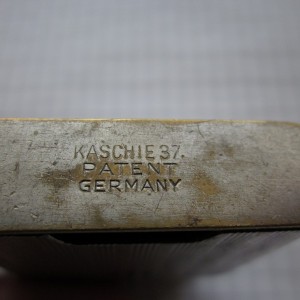 KASCHIE 37.
PATENT
GERMANY